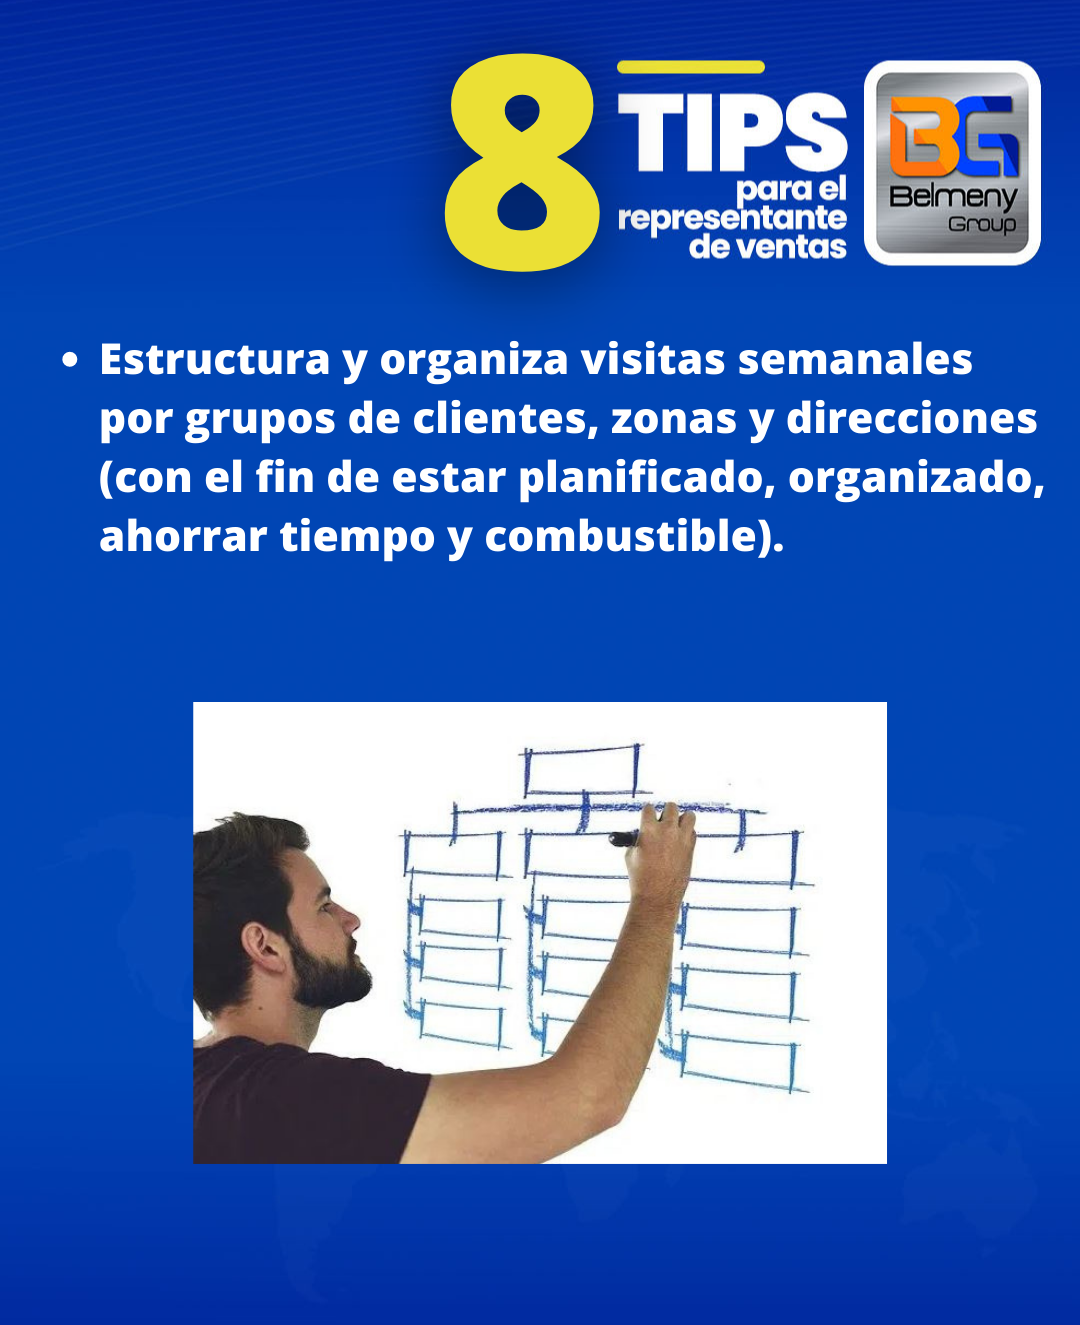 8 TIPS
para el
representante
de ventas
BG
Belmeny
Group
• Estructura y organiza visitas semanales
por grupos de clientes, zonas y direcciones
(con el fin de estar planificado, organizado,
ahorrar tiempo y combustible).